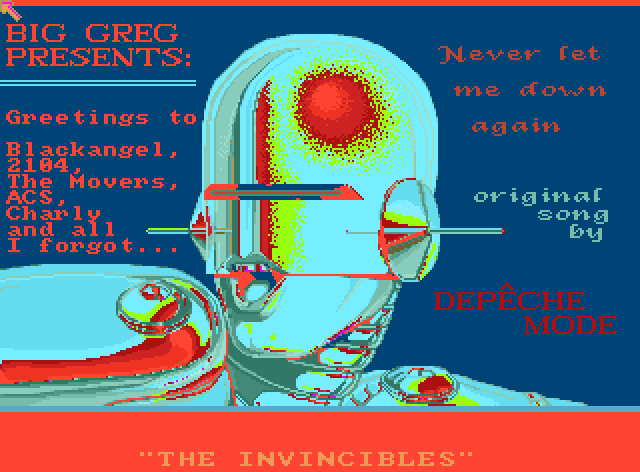 BIG GREG
PRESENTS:
Greetings to
Blackangel,
2104,
The Movers,
ACS,
Charly
and all
I forgot...
Never let
me down
again
original
song
by
DEPÊCHE
MODE
"THE INVINCIBLES"